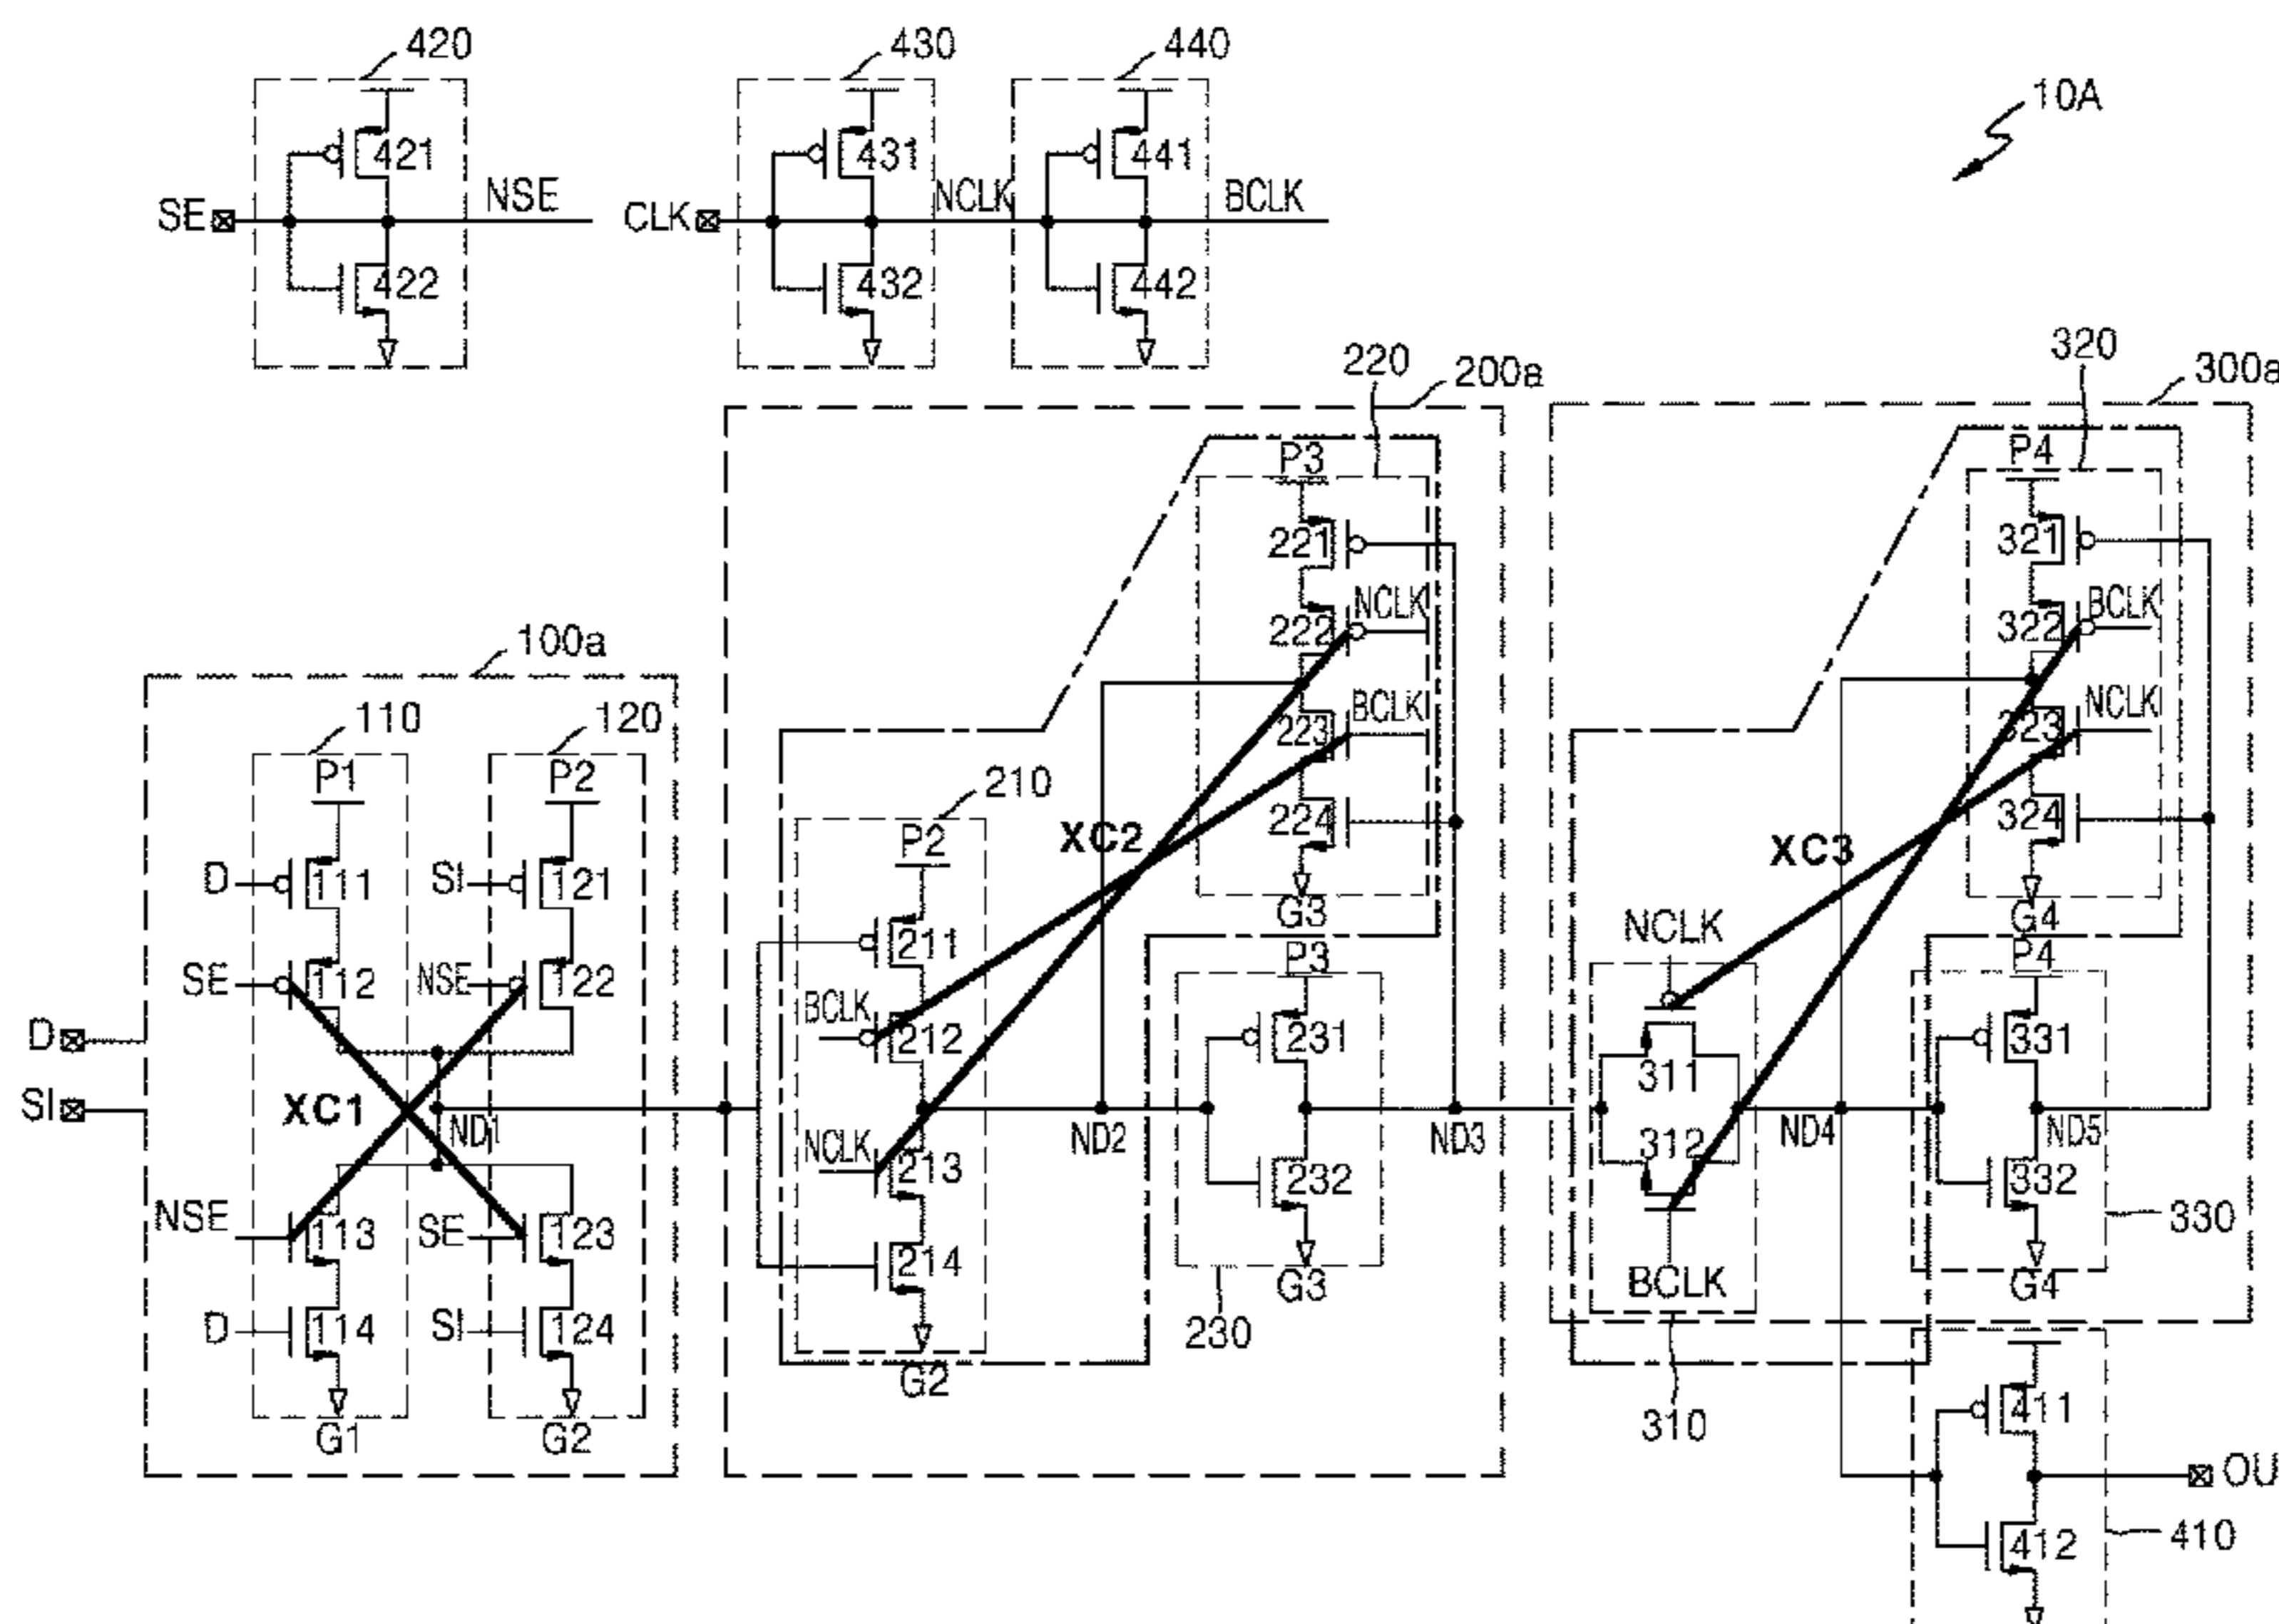 420
430
440
10A
421
431
441
SE
NSE
CLK
NCLK
BCLK
422
432
442
220
200a
320
300a
P3
P4
221
321
NCLK
BCLK
222
322
100a
BCLK
NCLK
223
323
110
120
P1
P2
210
XC2
224
XC3
324
P2
G3
G4
D
111
SI
121
211
NCLK
P3
P4
SE
112
NSE
122
BCLK
212
231
331
D
311
SI
XC1
ND1
ND2
ND3
312
ND4
ND5
NCLK
213
232
332
NSE
113
SE
123
330
214
BCLK
G3
G4
D
114
SI
124
230
G2
411
G1
G2
310
OU
412
410